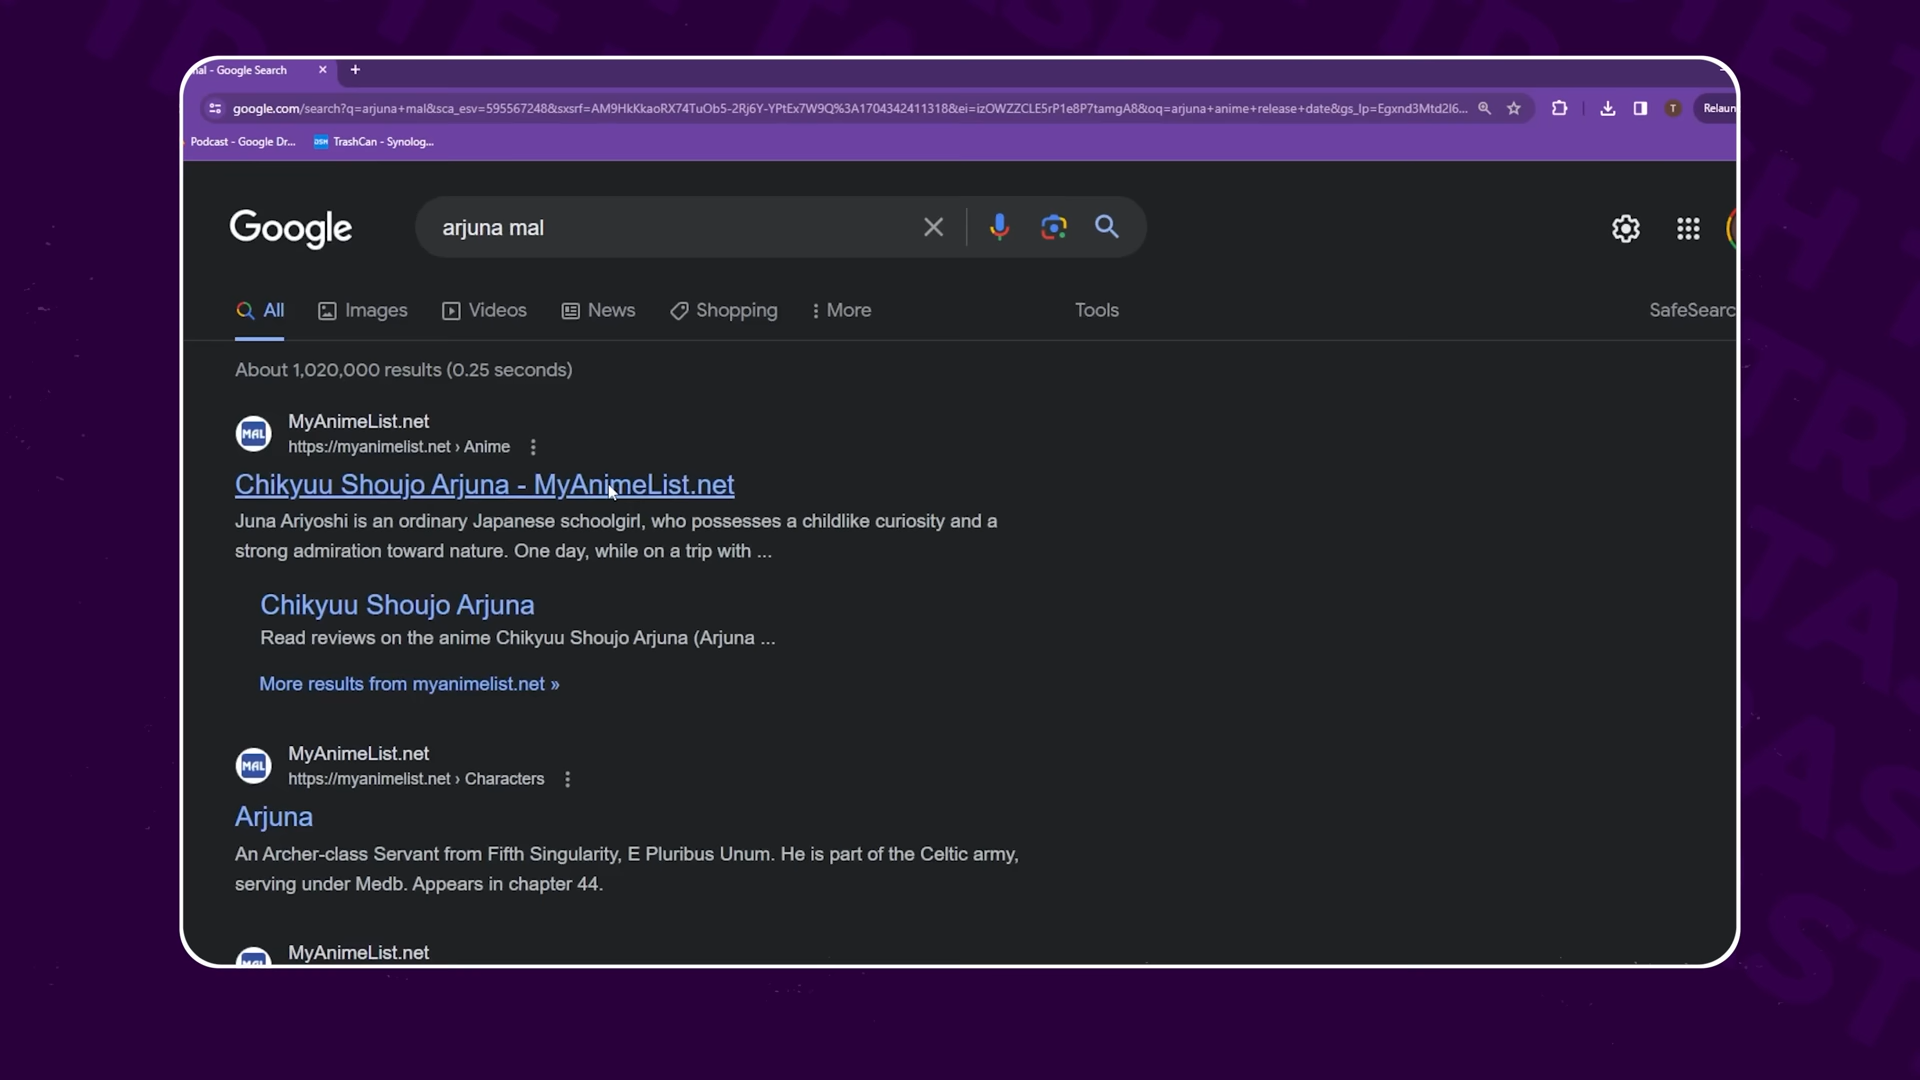 nal - Google Search
google.com/search?q=arjuna+mal&sca_esv=595567248&sxsrf=AM9HkKkaoRX74TuOb5-2Rj6Y-YPtEx7W9Q%3A1704342411318&ei=izOWZZCLE5rP1e8P7tamgA8&oq=arjuna+anime+release+date&gs_lp=Egxnd3Mtd2l6...
T
Relaun
Podcast - Google Dr...
DSM TrashCan - Synolog...
Google
arjuna mal
All
Images
Videos
News
Shopping
More
Tools
SafeSearc
About 1,020,000 results (0.25 seconds)
MAL
MyAnimeList.net
https://myanimelist.net › Anime
Chikyuu Shoujo Arjuna - MyAnimeList.net
Juna Ariyoshi is an ordinary Japanese schoolgirl, who possesses a childlike curiosity and a
strong admiration toward nature. One day, while on a trip with ...
Chikyuu Shoujo Arjuna
Read reviews on the anime Chikyuu Shoujo Arjuna (Arjuna ...
More results from myanimelist.net »
MAL
MyAnimeList.net
https://myanimelist.net › Characters
Arjuna
An Archer-class Servant from Fifth Singularity, E Pluribus Unum. He is part of the Celtic army,
serving under Medb. Appears in chapter 44.
MAL
MyAnimeList.net